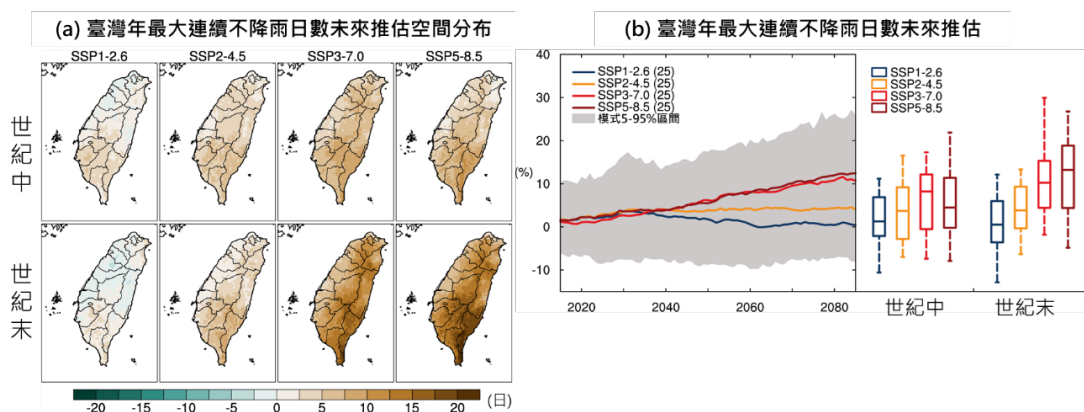 (a) 臺灣年最大連續不降雨日數未來推估空間分布
SSP1-2.6 SSP2-4.5 SSP3-7.0 SSP5-8.5
世紀中
世紀末
-20 -15 -10 -5 0 5 10 15 20 (日)
(b) 臺灣年最大連續不降雨日數未來推估
40
30
20
10
0
-10
(%)
SSP1-2.6 (25)
SSP2-4.5 (25)
SSP3-7.0 (25)
SSP5-8.5 (25)
模式5-95%區間
2020 2040 2060 2080
SSP1-2.6
SSP2-4.5
SSP3-7.0
SSP5-8.5
世紀中 世紀末